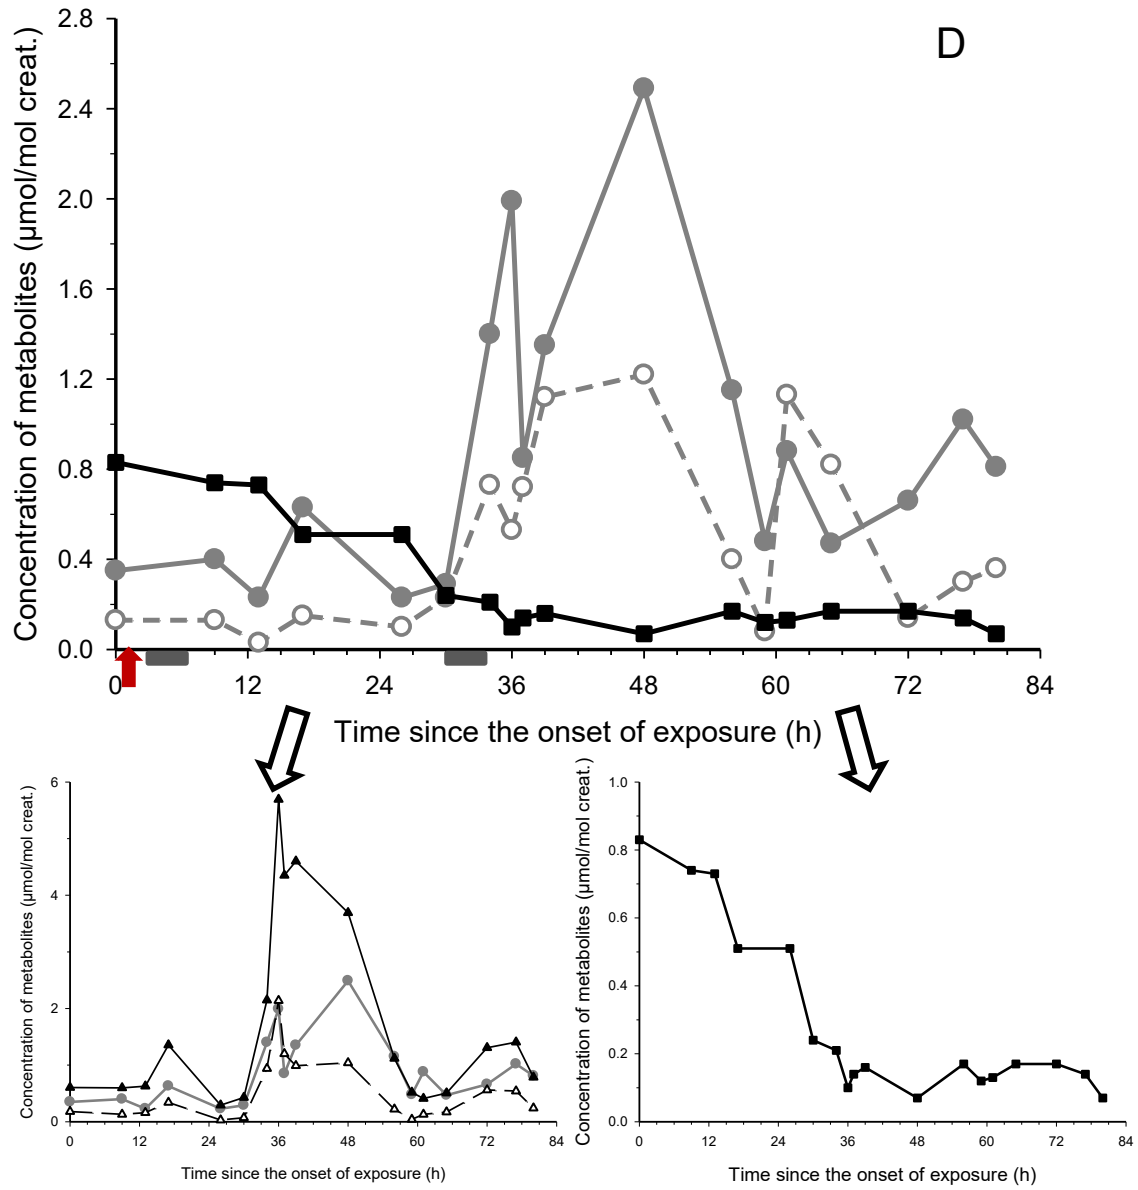 D
Concentration of metabolites (µmol/mol creat.)
2.8
2.4
2.0
1.6
1.2
0.8
0.4
0.0
0 12 24 36 48 60 72 84
Time since the onset of exposure (h)
Concentration of metabolites (µmol/mol creat.)
6
4
2
0
0 12 24 36 48 60 72 84
Time since the onset of exposure (h)
Concentration of metabolites (µmol/mol creat.)
1.0
0.8
0.6
0.4
0.2
0.0
0 12 24 36 48 60 72 84
Time since the onset of exposure (h)